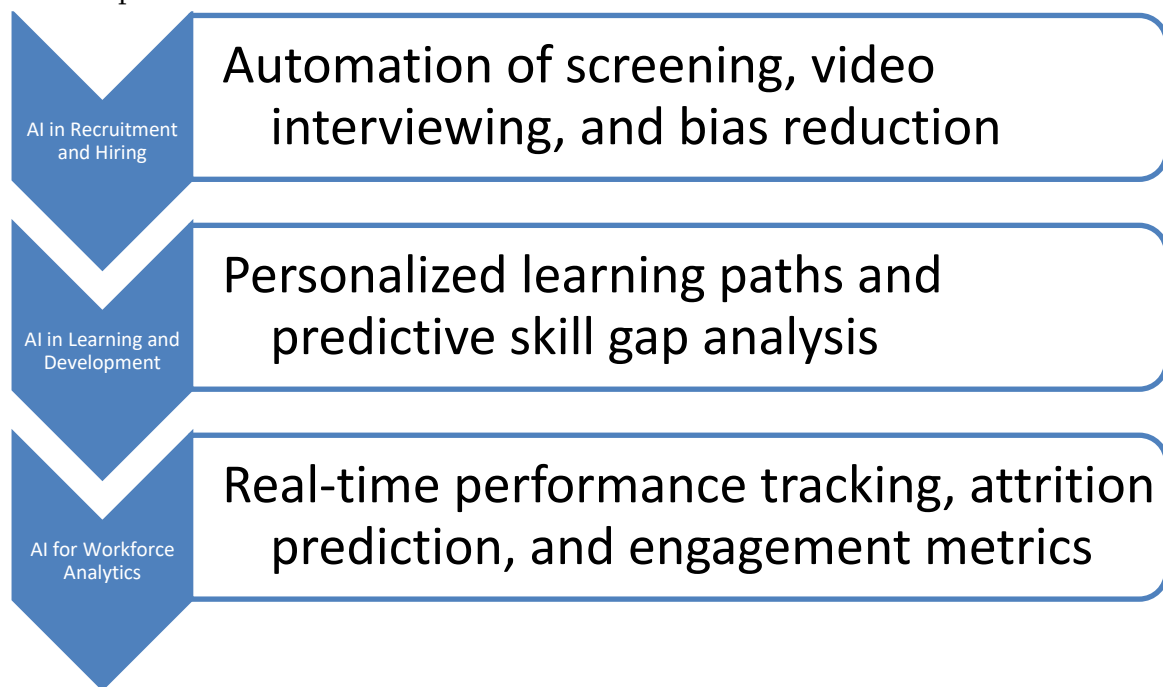 AI in Recruitment
and Hiring
Automation of screening, video
interviewing, and bias reduction
AI in Learning and
Development
Personalized learning paths and
predictive skill gap analysis
AI for Workforce
Analytics
Real-time performance tracking, attrition
prediction, and engagement metrics